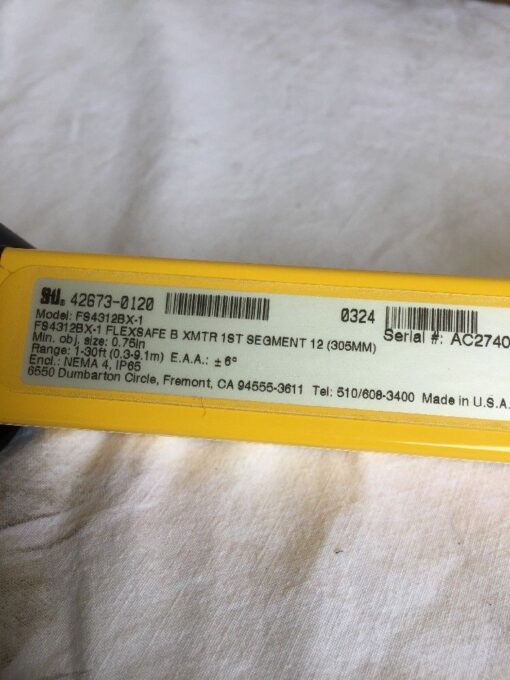 STI. 42673-0120 0324
Model: FS4312BX-1 Serial #: AC2740
FS4312BX-1 FLEXSAFE B XMTR 1ST SEGMENT 12 (305MM)
Min. obj. size: 0.75in
Range: 1-30ft (0.3-9.1m) E.A.A.: ± 6°
Encl.: NEMA 4, IP65
6550 Dumbarton Circle, Fremont, CA 94555-3611 Tel: 510/608-3400 Made in U.S.A.